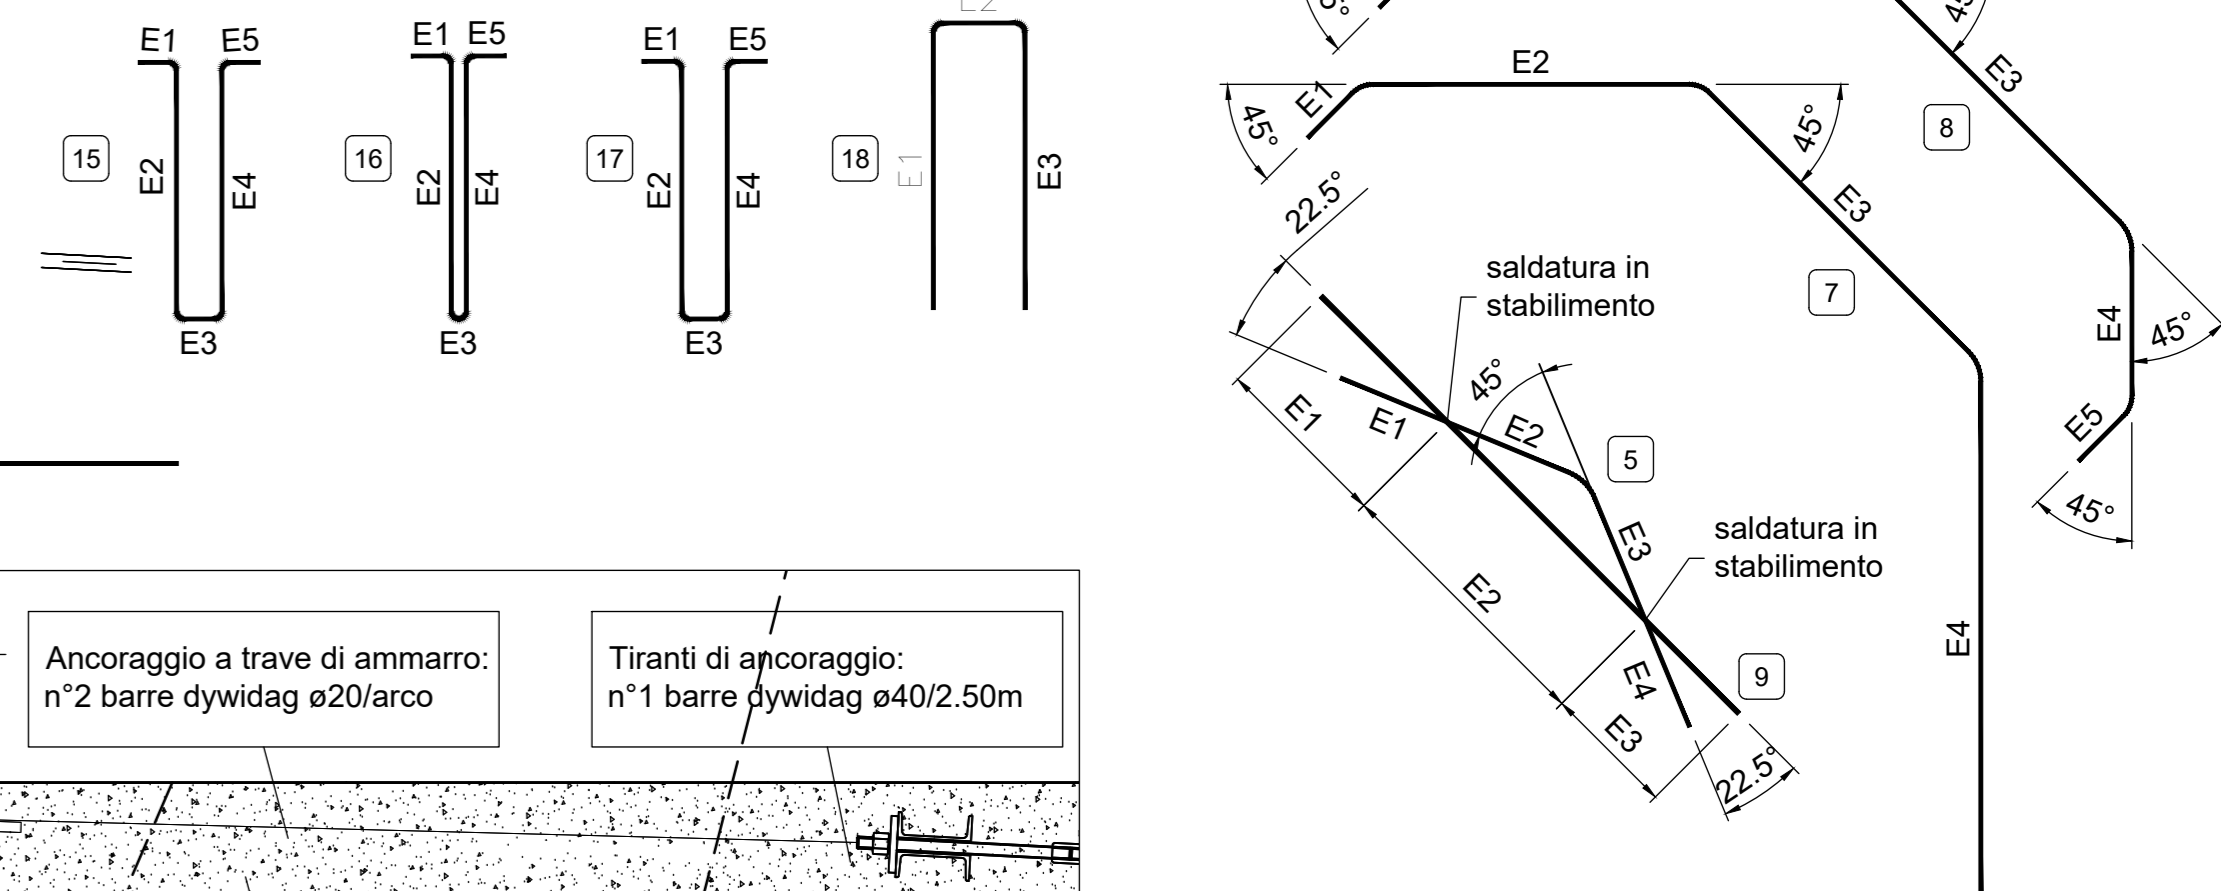 E1
E5
15
E2
E4
E3
E1
E5
16
E2
E4
E3
E1
E5
17
E2
E4
E3
E2
18
E1
E3
E3
8
E4
45°
E5
45°
E2
E1
45°
45°
E3
7
E4
22.5°
saldatura in
stabilimento
45°
E1
E1
E2
5
E3
saldatura in
stabilimento
E2
E4
9
E3
22.5°
Ancoraggio a trave di ammarro:
n°2 barre dywidag ø20/arco
Tiranti di ancoraggio:
n°1 barre dywidag ø40/2.50m